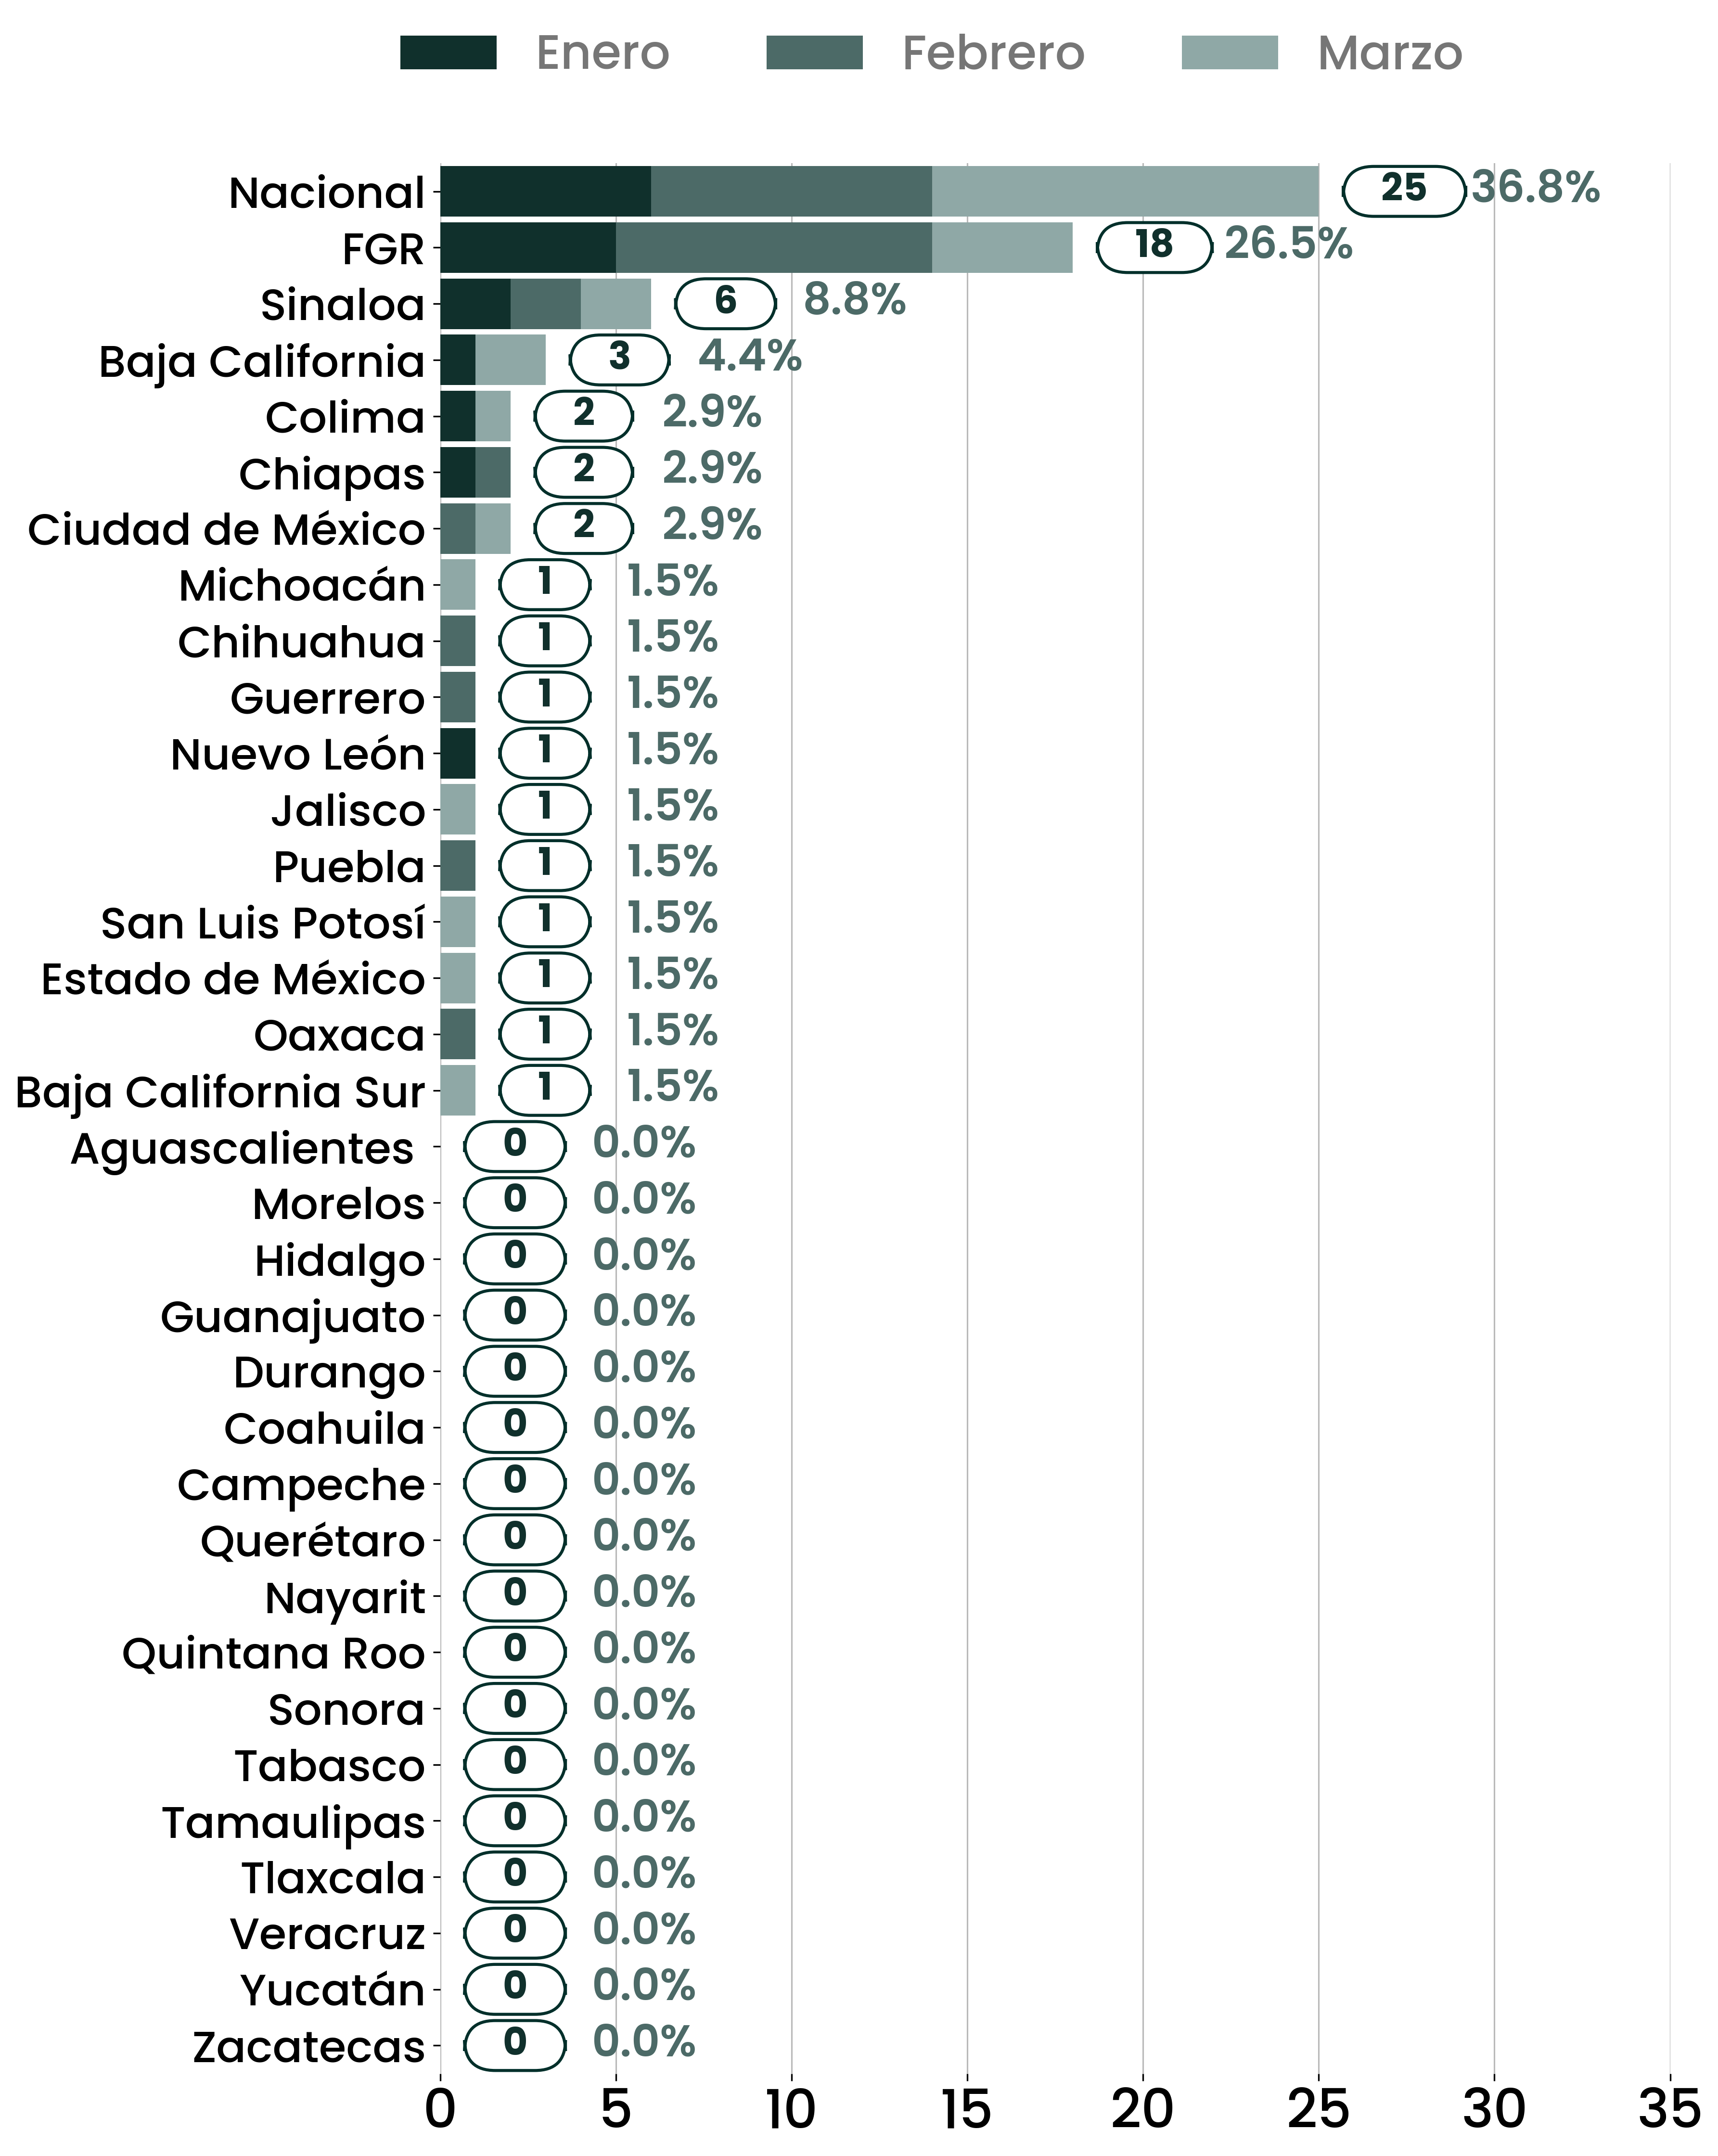 Enero Febrero Marzo
Nacional 25 36.8%
FGR 18 26.5%
Sinaloa 6 8.8%
Baja California 3 4.4%
Colima 2 2.9%
Chiapas 2 2.9%
Ciudad de México 2 2.9%
Michoacán 1 1.5%
Chihuahua 1 1.5%
Guerrero 1 1.5%
Nuevo León 1 1.5%
Jalisco 1 1.5%
Puebla 1 1.5%
San Luis Potosí 1 1.5%
Estado de México 1 1.5%
Oaxaca 1 1.5%
Baja California Sur 1 1.5%
Aguascalientes 0 0.0%
Morelos 0 0.0%
Hidalgo 0 0.0%
Guanajuato 0 0.0%
Durango 0 0.0%
Coahuila 0 0.0%
Campeche 0 0.0%
Querétaro 0 0.0%
Nayarit 0 0.0%
Quintana Roo 0 0.0%
Sonora 0 0.0%
Tabasco 0 0.0%
Tamaulipas 0 0.0%
Tlaxcala 0 0.0%
Veracruz 0 0.0%
Yucatán 0 0.0%
Zacatecas 0 0.0%
0 5 10 15 20 25 30 35